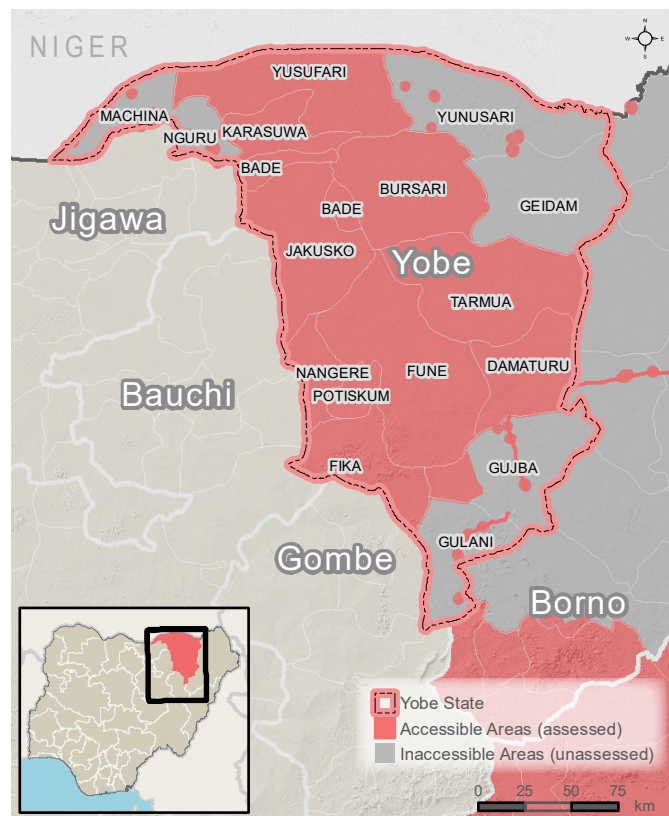 NIGER
N
W E
S
YUSUFARI
MACHINA
YUNUSARI
NGURU
KARASUWA
BADE
BURSARI
GEIDAM
BADE
Jigawa
JAKUSKO
Yobe
TARMUA
NANGERE
FUNE
DAMATURU
Bauchi
POTISKUM
FIKA
GUJBA
GULANI
Gombe
Borno
Yobe State
Accessible Areas (assessed)
Inaccessible Areas (unassessed)
0 25 50 75
km